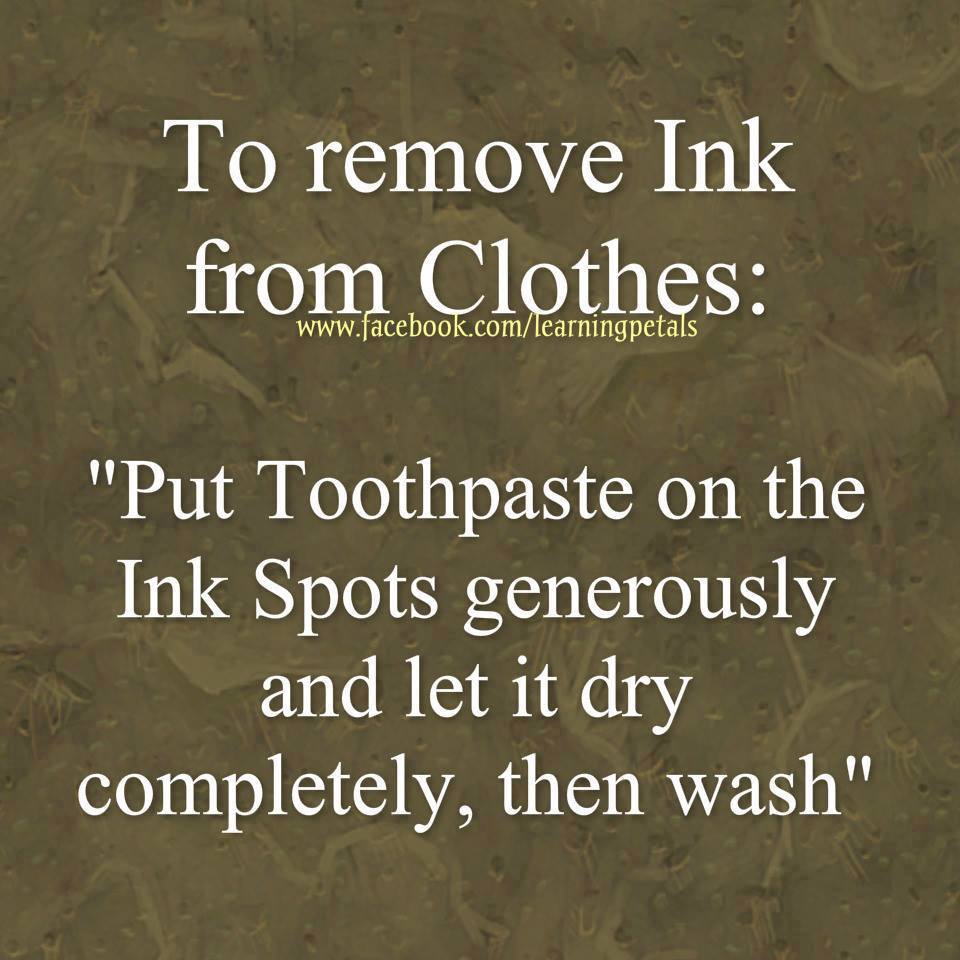 To remove Ink
from Clothes:
www.facebook.com/learningpetals
"Put Toothpaste on the
Ink Spots generously
and let it dry
completely, then wash"